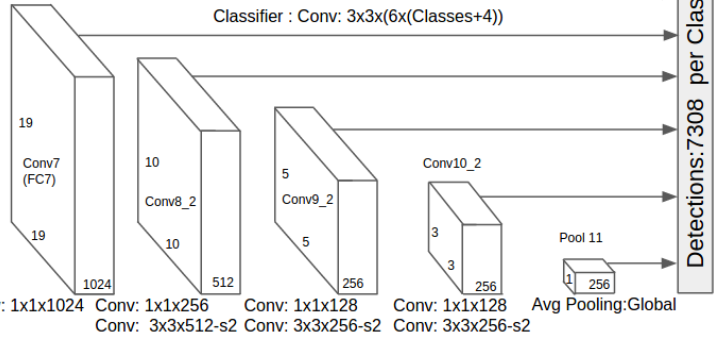 Classifier : Conv: 3x3x(6x(Classes+4))
Detections:7308 per Clas
19
Conv7
(FC7)
19
1024
10
Conv8_2
10
512
5
Conv9_2
5
256
Conv10_2
3
3
256
Pool 11
1
256
: 1x1x1024 Conv: 1x1x256 Conv: 1x1x128 Conv: 1x1x128 Avg Pooling:Global
Conv: 3x3x512-s2 Conv: 3x3x256-s2 Conv: 3x3x256-s2